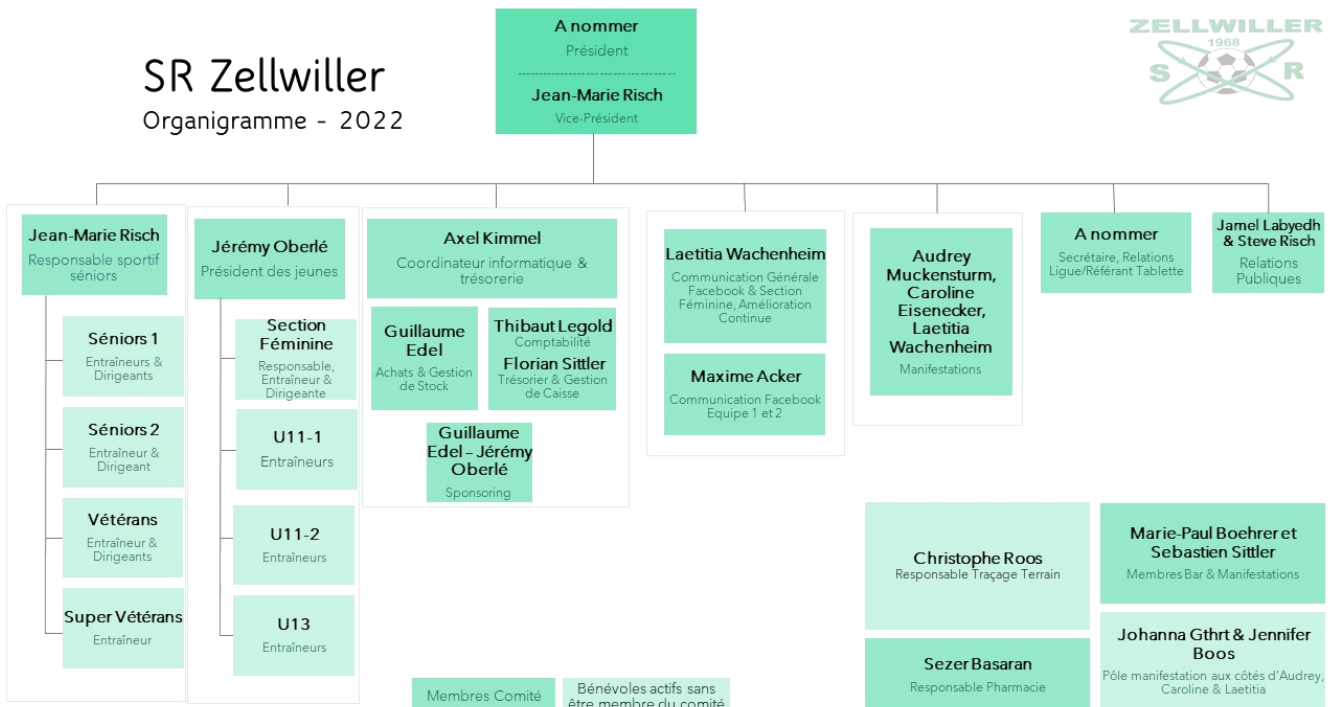 SR Zellwiller
Organigramme - 2022
A nommer
Président
Jean-Marie Risch
Vice-Président
ZELLWILLER
1968
S R
Jean-Marie Risch
Responsable sportif
séniors
Séniors 1
Entraîneurs &
Dirigeants
Séniors 2
Entraîneur &
Dirigeant
Vétérans
Entraîneur &
Dirigeants
Super Vétérans
Entraîneur
Jérémy Oberlé
Président des jeunes
Section
Féminine
Responsable,
Entraîneur &
Dirigeante
U11-1
Entraîneurs
U11-2
Entraîneurs
U13
Entraîneurs
Axel Kimmel
Coordinateur informatique &
trésorerie
Guillaume
Edel
Achats & Gestion
de Stock
Thibaut Legold
Comptabilité
Florian Sittler
Trésorier & Gestion
de Caisse
Guillaume
Edel – Jérémy
Oberlé
Sponsoring
Laetitia Wachenheim
Communication Générale
Facebook & Section
Féminine, Amélioration
Continue
Maxime Acker
Communication Facebook
Equipe 1 et 2
Audrey
Muckensturm,
Caroline
Eisenecker,
Laetitia
Wachenheim
Manifestations
A nommer
Secrétaire, Relations
Ligue/Référant Tablette
Jamel Labyedh
& Steve Risch
Relations
Publiques
Christophe Roos
Responsable Traçage Terrain
Marie-Paul Boehrer et
Sebastien Sittler
Membres Bar & Manifestations
Sezer Basaran
Responsable Pharmacie
Johanna Gthrt & Jennifer
Boos
Pôle manifestation aux côtés d'Audrey,
Caroline & Laetitia
Membres Comité
Bénévoles actifs sans
être membre du comité